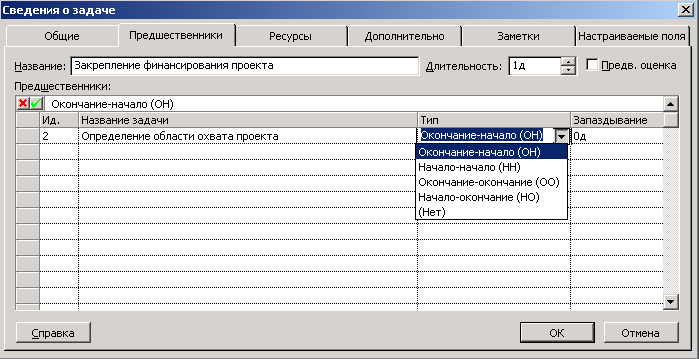 Сведения о задаче
Общие Предшественники Ресурсы Дополнительно Заметки Настраиваемые поля
Название: Закрепление финансирования проекта Длительность: 1д Предв. оценка
Предшественники:
Окончание-начало (ОН)
Ид. Название задачи Тип Запаздывание
2 Определение области охвата проекта Окончание-начало (ОН) 0д
Окончание-начало (ОН)
Начало-начало (НН)
Окончание-окончание (ОО)
Начало-окончание (НО)
(Нет)
Справка ОК Отмена